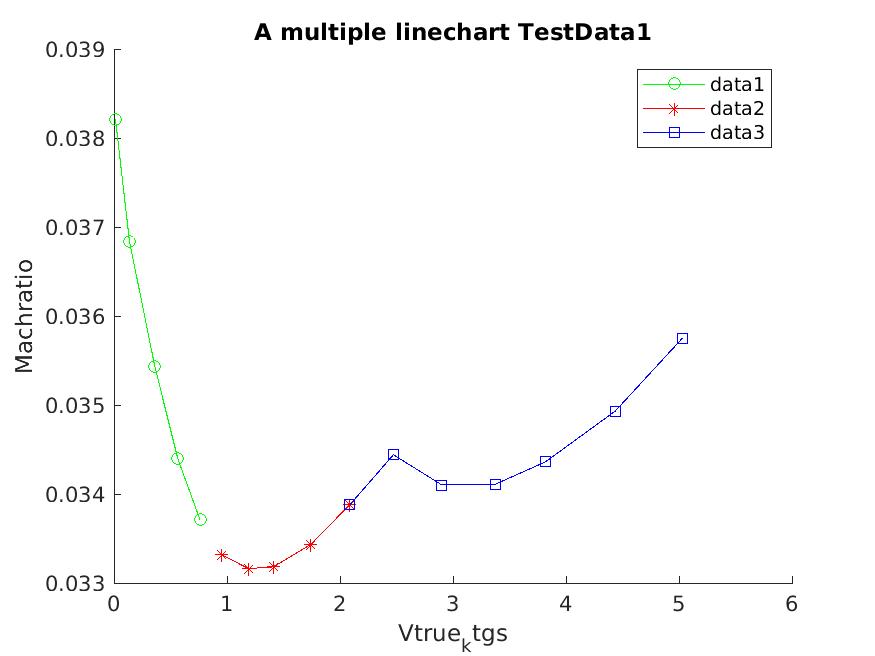 A multiple linechart TestData1
0.039
0.038
0.037
0.036
0.035
0.034
0.033
Machratio
data1
data2
data3
0 1 2 3 4 5 6
Vtrue_ktgs